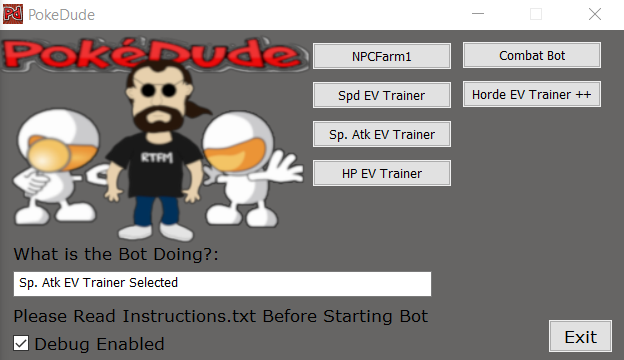 PokeDude
PokéDude
NPCFarm1
Combat Bot
Spd EV Trainer
Horde EV Trainer ++
Sp. Atk EV Trainer
HP EV Trainer
RTFM
What is the Bot Doing?:
Sp. Atk EV Trainer Selected
Please Read Instructions.txt Before Starting Bot
Debug Enabled
Exit